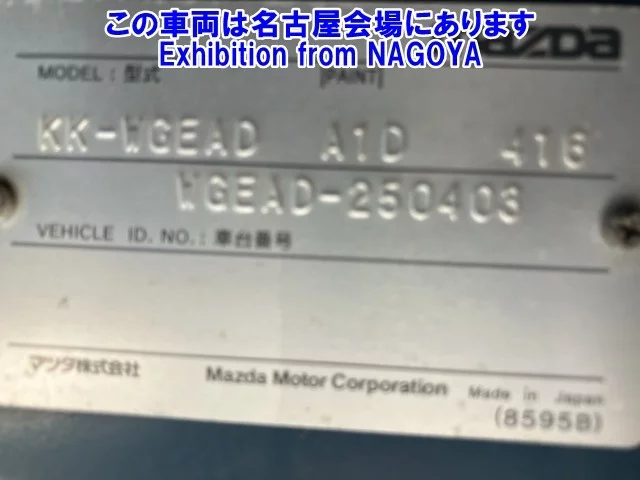 この車両は名古屋会場にあります
Exhibition from NAGOYA
mazda
MODEL : 型式 [PAINT]
KK-WGEAD A1D 416
WGEAD-250403
VEHICLE ID. NO. : 車台番号
マツダ株式会社 Mazda Motor Corporation Made in Japan
(8595B)